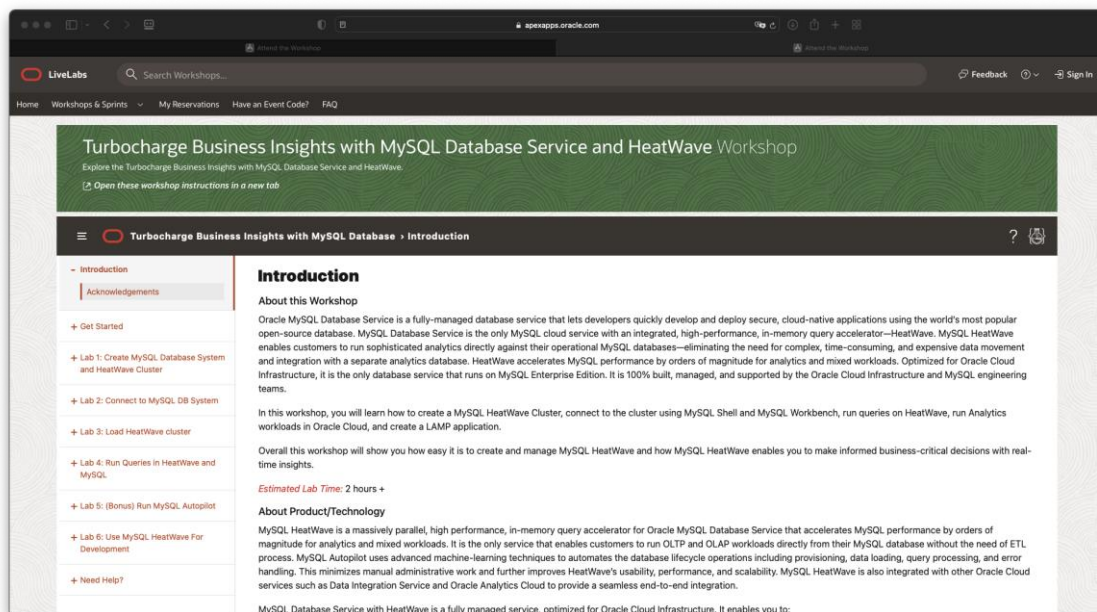 apexapps.oracle.com
Attend the Workshop
Attend the Workshop
LiveLabs
Search Workshops...
Feedback
Sign In
Home
Workshops & Sprints
My Reservations
Have an Event Code?
FAQ
Turbocharge Business Insights with MySQL Database Service and HeatWave Workshop
Explore the Turbocharge Business Insights with MySQL Database Service and HeatWave.
Open these workshop instructions in a new tab
Turbocharge Business Insights with MySQL Database › Introduction
?
- Introduction
Acknowledgements
+ Get Started
+ Lab 1: Create MySQL Database System
and HeatWave Cluster
+ Lab 2: Connect to MySQL DB System
+ Lab 3: Load HeatWave cluster
+ Lab 4: Run Queries in HeatWave and
MySQL
+ Lab 5: (Bonus) Run MySQL Autopilot
+ Lab 6: Use MySQL HeatWave For
Development
+ Need Help?
Introduction
About this Workshop
Oracle MySQL Database Service is a fully-managed database service that lets developers quickly develop and deploy secure, cloud-native applications using the world's most popular
open-source database. MySQL Database Service is the only MySQL cloud service with an integrated, high-performance, in-memory query accelerator—HeatWave. MySQL HeatWave
enables customers to run sophisticated analytics directly against their operational MySQL databases—eliminating the need for complex, time-consuming, and expensive data movement
and integration with a separate analytics database. HeatWave accelerates MySQL performance by orders of magnitude for analytics and mixed workloads. Optimized for Oracle Cloud
Infrastructure, it is the only database service that runs on MySQL Enterprise Edition. It is 100% built, managed, and supported by the Oracle Cloud Infrastructure and MySQL engineering
teams.
In this workshop, you will learn how to create a MySQL HeatWave Cluster, connect to the cluster using MySQL Shell and MySQL Workbench, run queries on HeatWave, run Analytics
workloads in Oracle Cloud, and create a LAMP application.
Overall this workshop will show you how easy it is to create and manage MySQL HeatWave and how MySQL HeatWave enables you to make informed business-critical decisions with real-
time insights.
Estimated Lab Time: 2 hours +
About Product/Technology
MySQL HeatWave is a massively parallel, high performance, in-memory query accelerator for Oracle MySQL Database Service that accelerates MySQL performance by orders of
magnitude for analytics and mixed workloads. It is the only service that enables customers to run OLTP and OLAP workloads directly from their MySQL database without the need of ETL
process. MySQL Autopilot uses advanced machine-learning techniques to automates the database lifecycle operations including provisioning, data loading, query processing, and error
handling. This minimizes manual administrative work and further improves HeatWave's usability, performance, and scalability. MySQL HeatWave is also integrated with other Oracle Cloud
services such as Data Integration Service and Oracle Analytics Cloud to provide a seamless end-to-end integration.
MySQL Database Service with HeatWave is a fully managed service, optimized for Oracle Cloud Infrastructure. It enables you to: